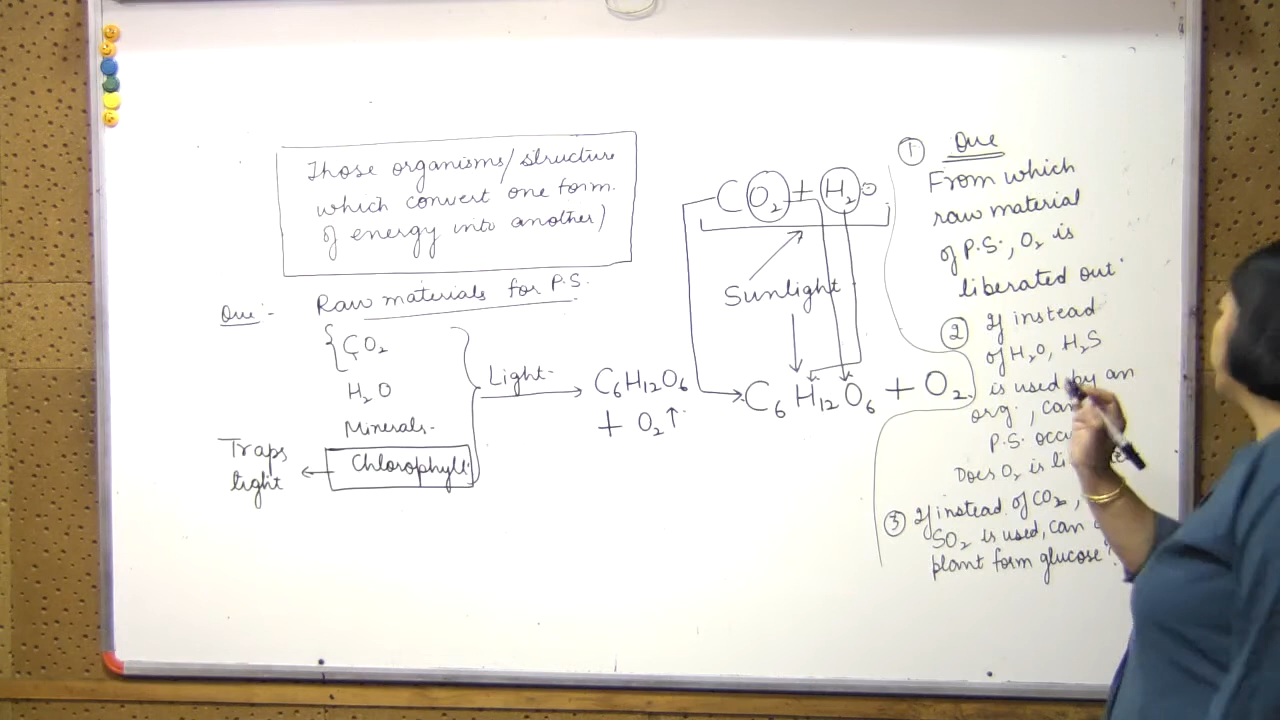 Those organisms/structure
which convert one form.
of energy into another)
Que:- Raw materials for P.S.
CO2
H2O
Minerals.
Chlorophyll.
Traps
light
Light
C6H12O6
+ O2↑
CO2 + H2O
Sunlight
C6H12O6 + O2
① Que
From which
raw material
of P.S., O2 is
liberated out.
② If instead
of H2O, H2S
is used by an
org., can
P.S. occu
Does O2 is li
③ If instead of CO2,
SO2 is used, can
plant form glucose?